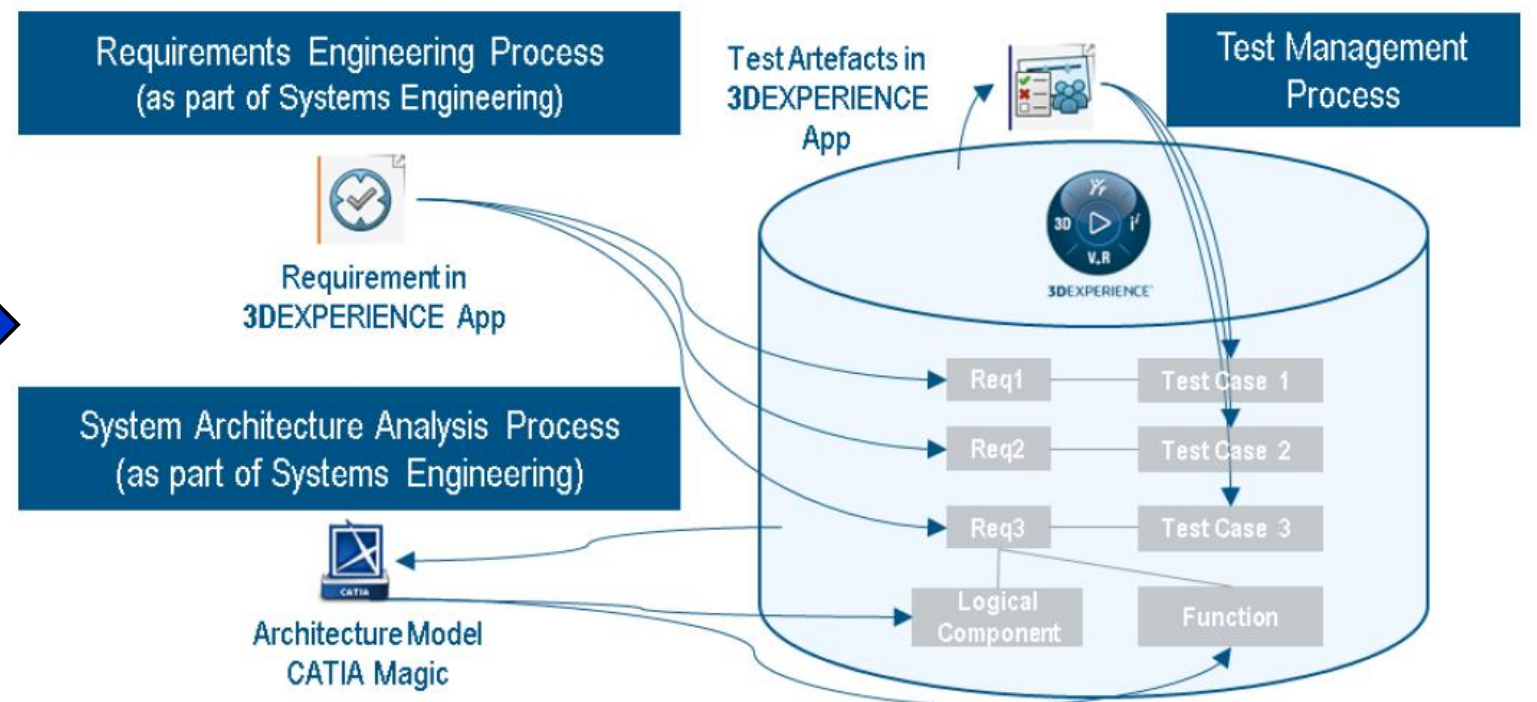 Requirements Engineering Process
(as part of Systems Engineering)
Test Artefacts in
3DEXPERIENCE
App
Test Management
Process
Requirement in
3DEXPERIENCE App
3D
V.R
3DEXPERIENCE
Req1
Test Case 1
System Architecture Analysis Process
(as part of Systems Engineering)
Req2
Test Case 2
Req3
Test Case 3
CATIA
Architecture Model
CATIA Magic
Logical
Component
Function